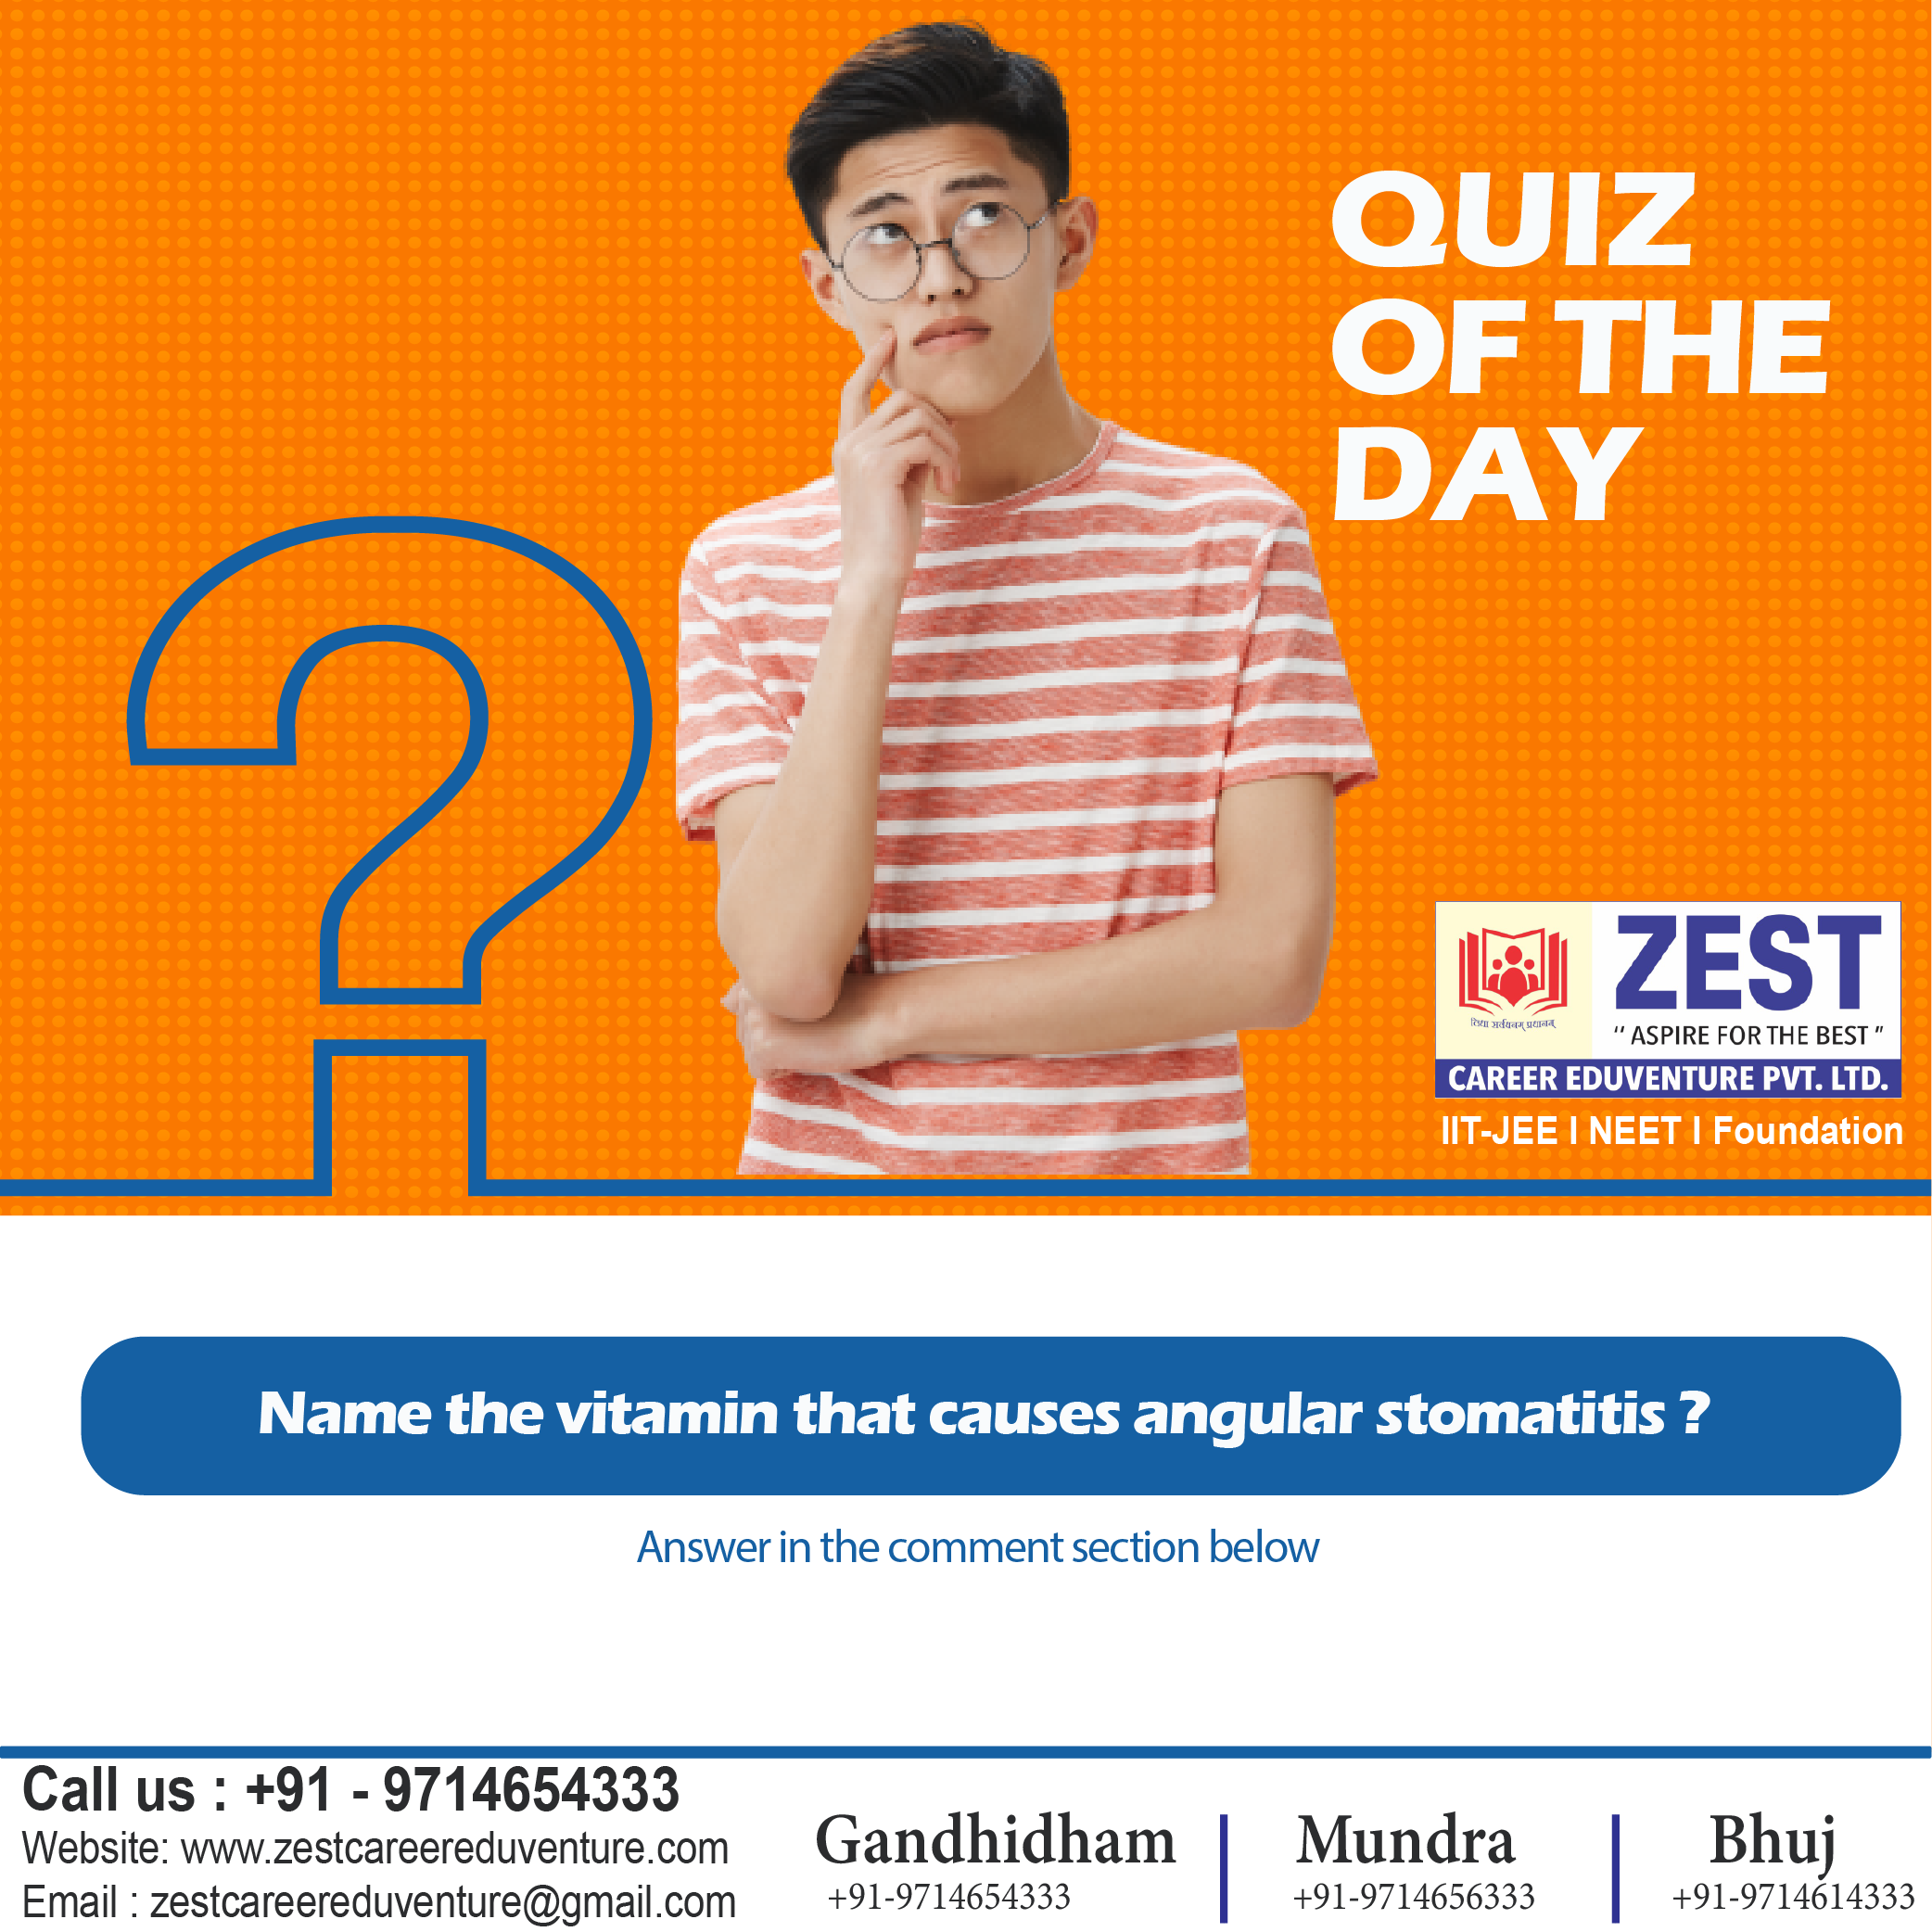 QUIZ
OF THE
DAY
ZEST
" ASPIRE FOR THE BEST "
CAREER EDUVENTURE PVT. LTD.
IIT-JEE I NEET I Foundation
Name the vitamin that causes angular stomatitis ?
Answer in the comment section below
Call us : +91 - 9714654333
Website: www.zestcareereduventure.com
Email : zestcareereduventure@gmail.com
Gandhidham
+91-9714654333
Mundra
+91-9714656333
Bhuj
+91-9714614333